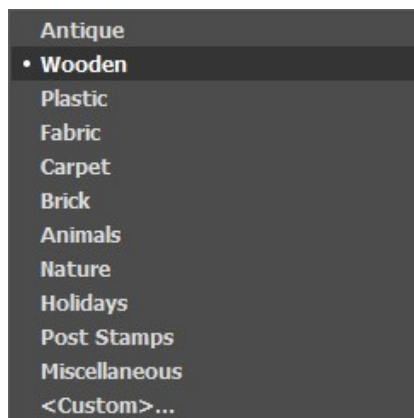 Antique
• Wooden
Plastic
Fabric
Carpet
Brick
Animals
Nature
Holidays
Post Stamps
Miscellaneous
<Custom>...